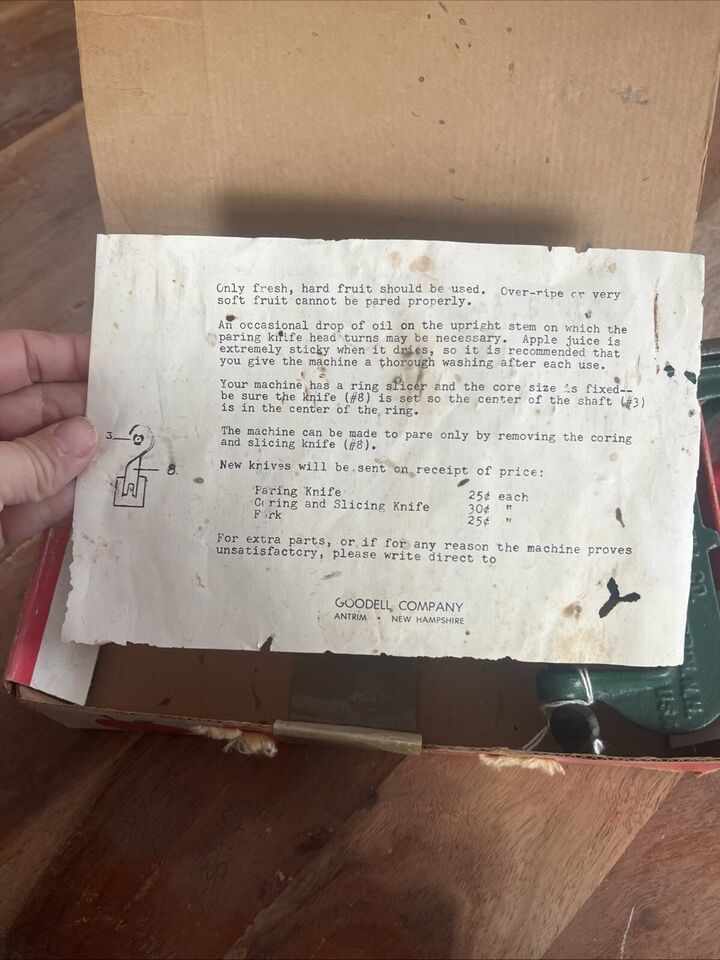 Only fresh, hard fruit should be used.  Over-ripe or very
soft fruit cannot be pared properly.
An occasional drop of oil on the upright stem on which the
paring knife head turns may be necessary.  Apple juice is
extremely sticky when it dries, so it is recommended that
you give the machine a thorough washing after each use.
Your machine has a ring slicer and the core size is fixed--
be sure the knife (#8) is set so the center of the shaft (#3)
is in the center of the ring.
3
8.
The machine can be made to pare only by removing the coring
and slicing knife (#8).
New knives will be sent on receipt of price:
Paring Knife 25¢ each
Coring and Slicing Knife 30¢ "
Fork 25¢ "
For extra parts, or if for any reason the machine proves
unsatisfactory, please write direct to
GOODELL COMPANY
ANTRIM • NEW HAMPSHIRE